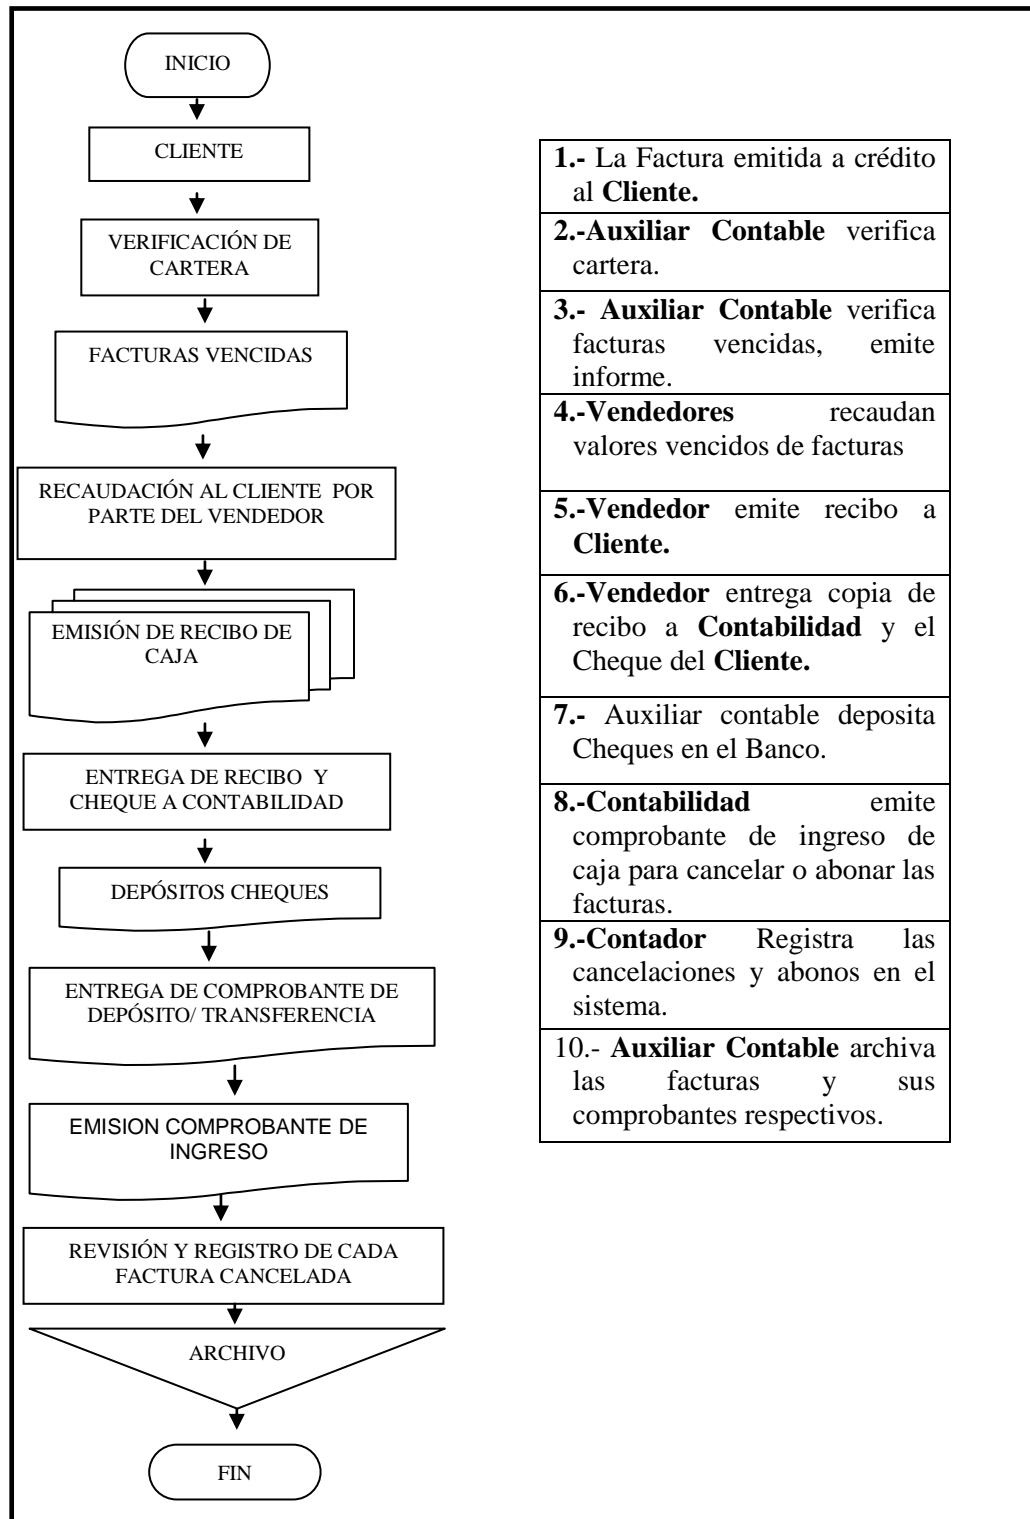 INICIO
CLIENTE
VERIFICACIÓN DE
CARTERA
FACTURAS VENCIDAS
RECAUDACIÓN AL CLIENTE POR
PARTE DEL VENDEDOR
EMISIÓN DE RECIBO DE
CAJA
ENTREGA DE RECIBO Y
CHEQUE A CONTABILIDAD
DEPÓSITOS CHEQUES
ENTREGA DE COMPROBANTE DE
DEPÓSITO/ TRANSFERENCIA
EMISION COMPROBANTE DE
INGRESO
REVISIÓN Y REGISTRO DE CADA
FACTURA CANCELADA
ARCHIVO
FIN
1.- La Factura emitida a crédito
al Cliente.
2.-Auxiliar Contable verifica
cartera.
3.- Auxiliar Contable verifica
facturas vencidas, emite
informe.
4.-Vendedores recaudan
valores vencidos de facturas
5.-Vendedor emite recibo a
Cliente.
6.-Vendedor entrega copia de
recibo a Contabilidad y el
Cheque del Cliente.
7.- Auxiliar contable deposita
Cheques en el Banco.
8.-Contabilidad emite
comprobante de ingreso de
caja para cancelar o abonar las
facturas.
9.-Contador Registra las
cancelaciones y abonos en el
sistema.
10.- Auxiliar Contable archiva
las facturas y sus
comprobantes respectivos.